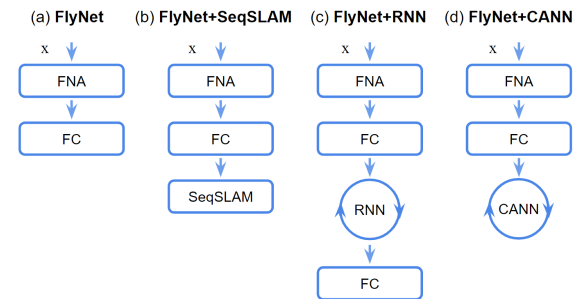 (a) FlyNet
(b) FlyNet+SeqSLAM
(c) FlyNet+RNN
(d) FlyNet+CANN
x
x
x
x
FNA
FNA
FNA
FNA
FC
FC
FC
FC
SeqSLAM
RNN
CANN
FC